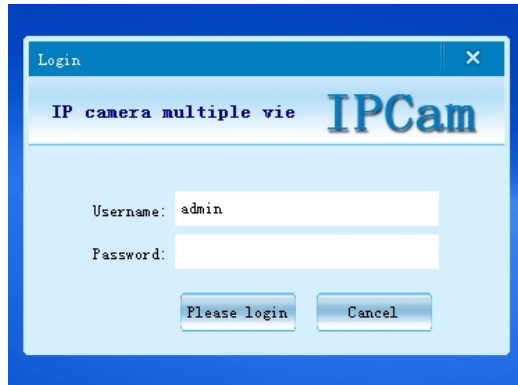 Login
IP camera multiple vie IPCam
Username: admin
Password:
Please login Cancel